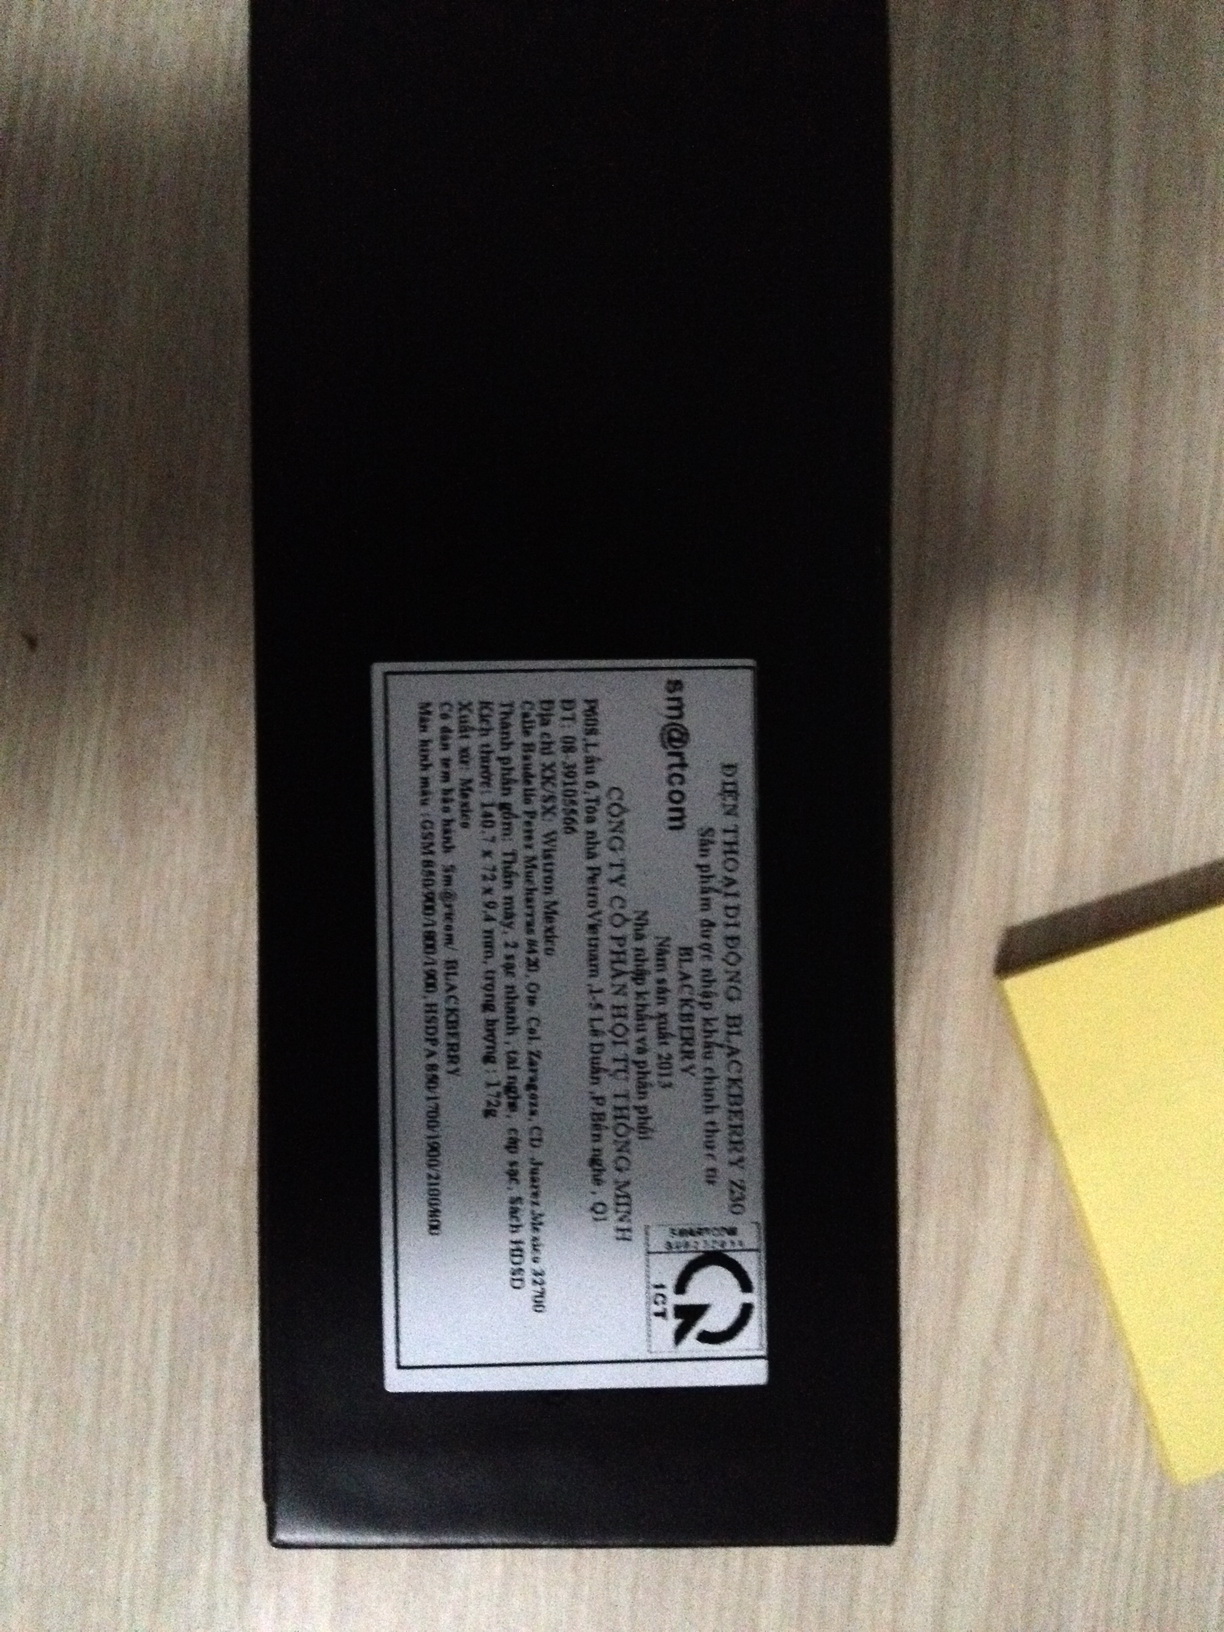 ĐIỆN THOẠI DI ĐỘNG BLACKBERRY Z30
Sản phẩm được nhập khẩu chính thức từ
BLACKBERRY
Năm sản xuất 2013
Nhà nhập khẩu và phân phối
sm@rtcom
ICT
CÔNG TY CỔ PHẦN HỘI TỤ THÔNG MINH
P608,Lầu 6,Toà nhà PetroVietnam ,1-5 Lê Duẩn ,P.Bến nghé , Q1
ĐT: 08-39105566
Địa chỉ XK/SX: Wistron Mexico
Calle Baudelio Perez Mucharras #420, Ote. Col. Zaragoza, CD Juarez Mexico 32700
Thành phần gồm: Thân máy, 2 sạc nhanh , tai nghe, cáp sạc, Sách HDSD
Kích thước: 140.7 x 72 x 9.4 mm, trọng lượng : 172g
Xuất xứ: Mexico
Có dán tem bảo hành Sm@rtcom/ BLACKBERRY
Màn hình màu : GSM 850/900/1800/1900, HSDPA 850/1700/1900/2100/900